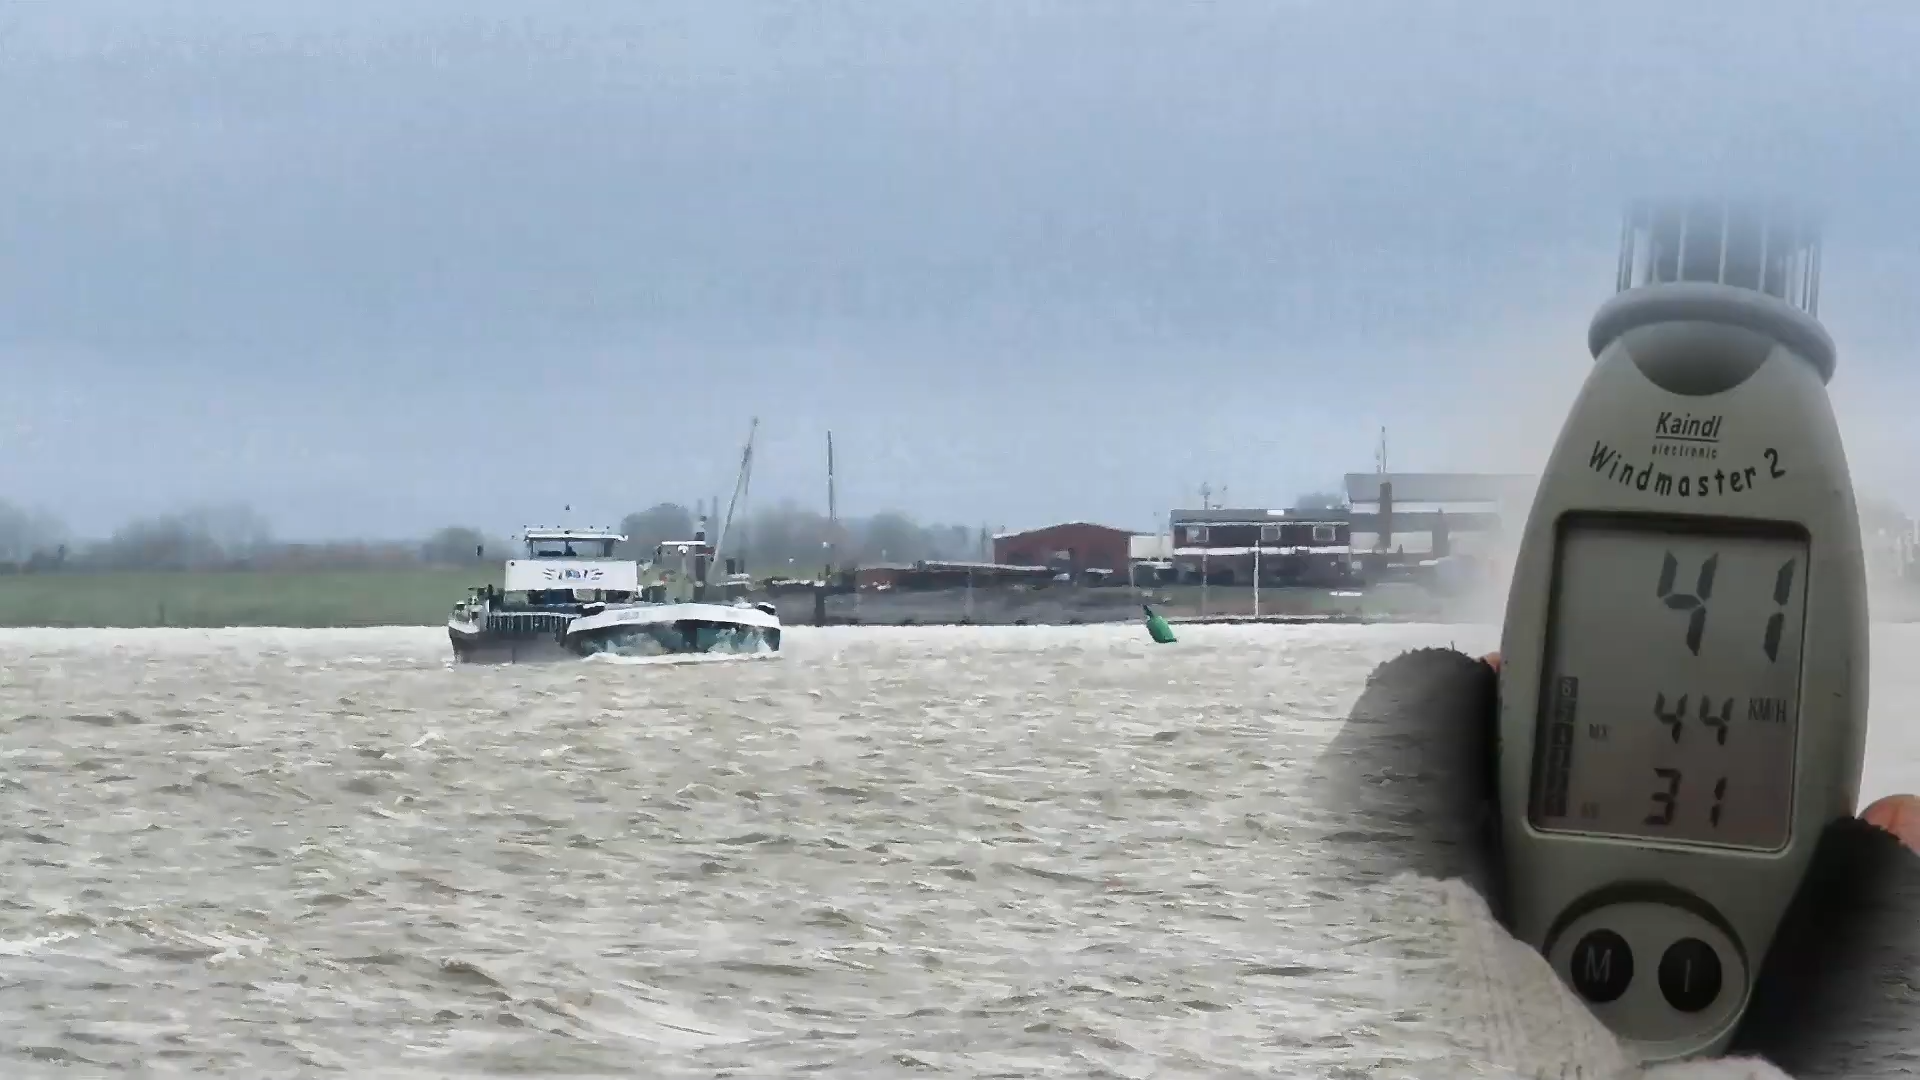 Kaindl
electronic
Windmaster 2
41
MX 44 KM/H
31
M I